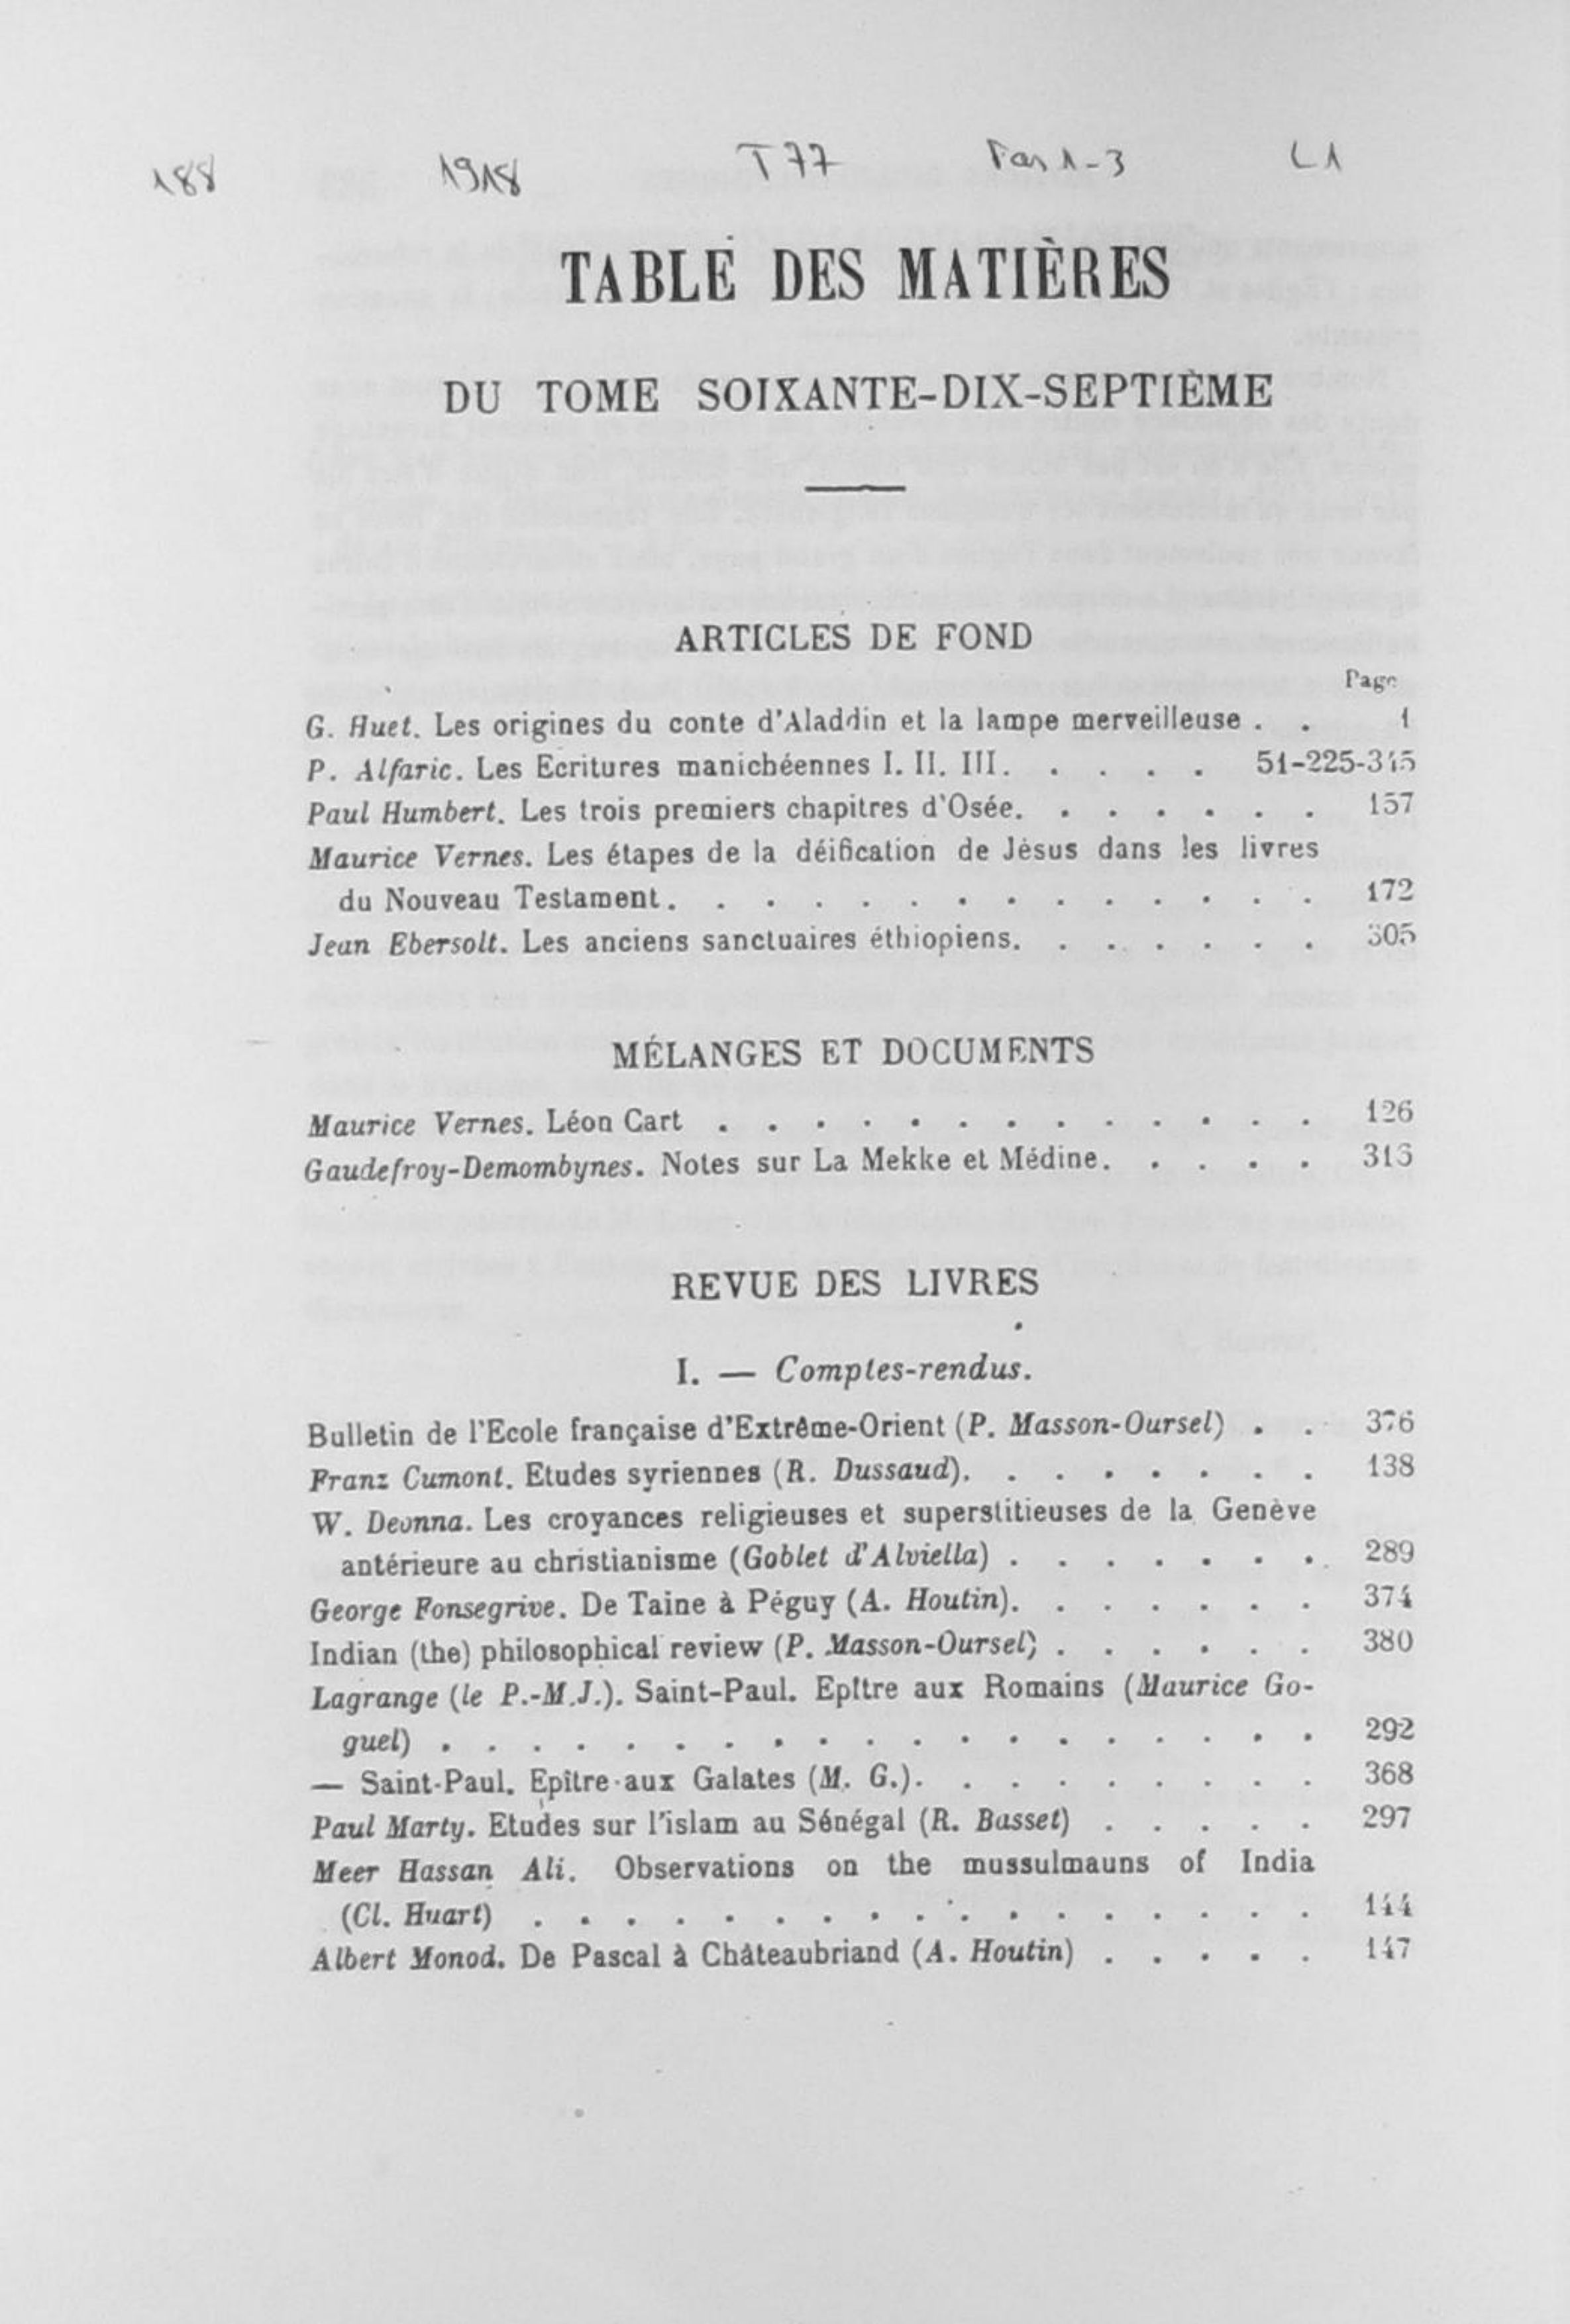 188 1918 T77 Fas 1-3 L1
TABLE DES MATIÈRES
DU TOME SOIXANTE-DIX-SEPTIÈME
ARTICLES DE FOND
Page
G. Huet. Les origines du conte d'Aladdin et la lampe merveilleuse . . 1
P. Alfaric. Les Ecritures manichéennes I. II. III. . . . . 51-225-345
Paul Humbert. Les trois premiers chapitres d'Osée. . . . . . . 157
Maurice Vernes. Les étapes de la déification de Jésus dans les livres
du Nouveau Testament. . . . . . . . . . . . . . 172
Jean Ebersolt. Les anciens sanctuaires éthiopiens. . . . . . . 305
MÉLANGES ET DOCUMENTS
Maurice Vernes. Léon Cart . . . . . . . . . . . . . 126
Gaudefroy-Demombynes. Notes sur La Mekke et Médine. . . . .
REVUE DES LIVRES
I. — Comptes-rendus.
Bulletin de l'Ecole française d'Extrême-Orient (P. Masson-Oursel) . . 376
Franz Cumont. Etudes syriennes (R. Dussaud). . . . . . . . 138
W. Deonna. Les croyances religieuses et superstitieuses de la Genève
antérieure au christianisme (Goblet d'Alviella) . . . . . . . 289
George Fonsegrive. De Taine à Péguy (A. Houtin). . . . . . . 374
Indian (the) philosophical review (P. Masson-Oursel) . . . . . . 380
Lagrange (le P.-M.J.). Saint-Paul. Epître aux Romains (Maurice Go-
guel) . . . . . . . . . . . . . . . . . . . 292
— Saint-Paul. Epître aux Galates (M. G.). . . . . . . . . 368
Paul Marty. Etudes sur l'islam au Sénégal (R. Basset) . . . . . 297
Meer Hassan Ali. Observations on the mussulmauns of India
(Cl. Huart) . . . . . . . . . . . . . . . . . 144
Albert Monod. De Pascal à Châteaubriand (A. Houtin) . . . . . 147